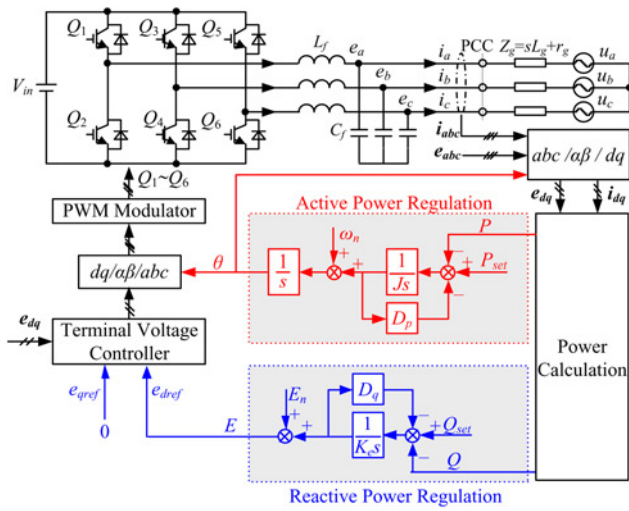 Q1 Q3 Q5
Lf ea ia PCC Zg=sLg+rg ua
Vin
eb ib ub
ec ic uc
Q2 Q4 Q6
Cf
iabc
eabc
abc/αβ/dq
Q1~Q6
edq idq
PWM Modulator
Active Power Regulation
ωn
P
+ + − +
dq/αβ/abc
θ
1/s
1/Js
Pset
−
Dp
edq
Terminal Voltage Controller
Power Calculation
eqref edref
0
En
Dq
E
+ + − +
1/Kes
Qset
−
Q
Reactive Power Regulation